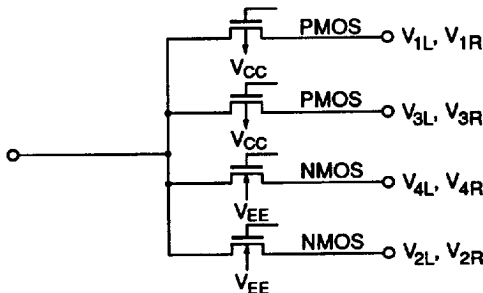 PMOS
V1L, V1R
VCC
PMOS
V3L, V3R
VCC
NMOS
V4L, V4R
VEE
NMOS
V2L, V2R
VEE